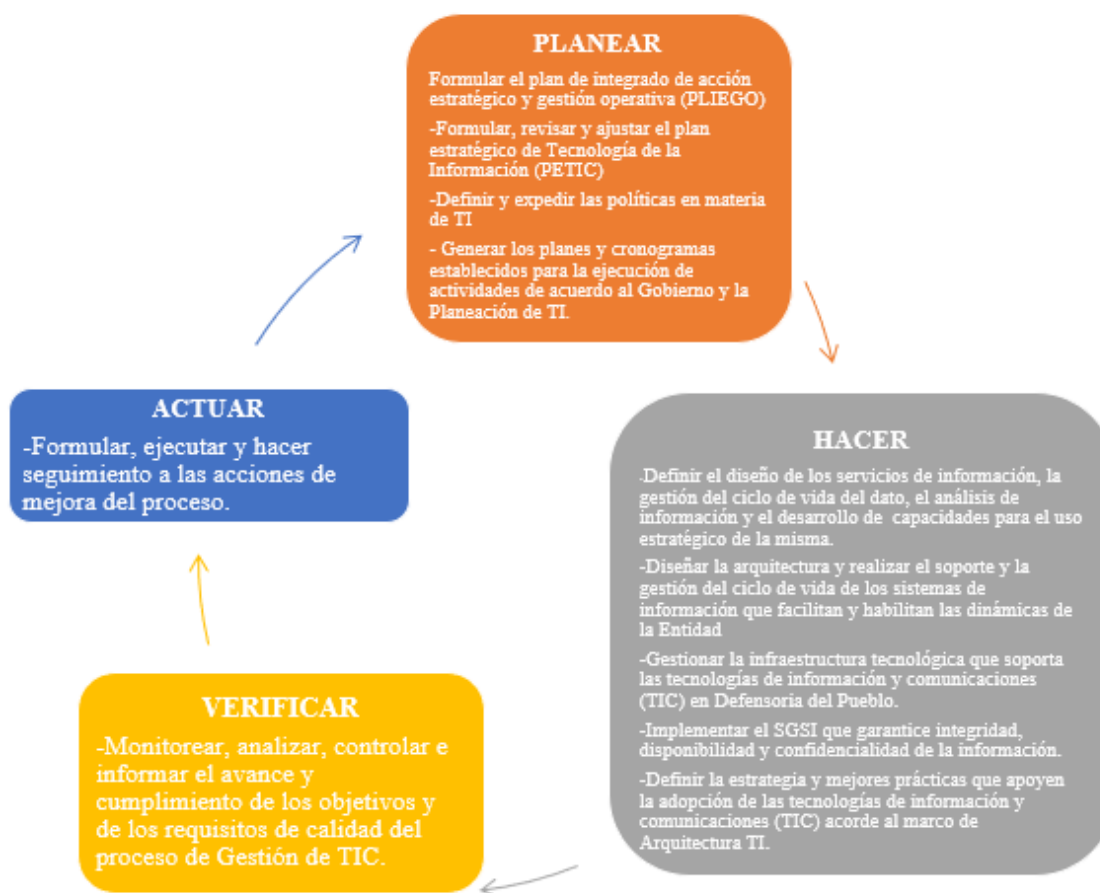 PLANEAR
Formular el plan de integrado de acción
estratégico y gestión operativa (PLIEGO)
-Formular, revisar y ajustar el plan
estratégico de Tecnología de la
Información (PETIC)
-Definir y expedir las políticas en materia
de TI
- Generar los planes y cronogramas
establecidos para la ejecución de
actividades de acuerdo al Gobierno y la
Planeación de TI.
HACER
-Definir el diseño de los servicios de información, la
gestión del ciclo de vida del dato, el análisis de
información y el desarrollo de capacidades para el uso
estratégico de la misma.
-Diseñar la arquitectura y realizar el soporte y la
gestión del ciclo de vida de los sistemas de
información que facilitan y habilitan las dinámicas de
la Entidad
-Gestionar la infraestructura tecnológica que soporta
las tecnologías de información y comunicaciones
(TIC) en Defensoria del Pueblo.
-Implementar el SGSI que garantice integridad,
disponibilidad y confidencialidad de la información.
-Definir la estrategia y mejores prácticas que apoyen
la adopción de las tecnologías de información y
comunicaciones (TIC) acorde al marco de
Arquitectura TI.
VERIFICAR
-Monitorear, analizar, controlar e
informar el avance y
cumplimiento de los objetivos y
de los requisitos de calidad del
proceso de Gestión de TIC.
ACTUAR
-Formular, ejecutar y hacer
seguimiento a las acciones de
mejora del proceso.